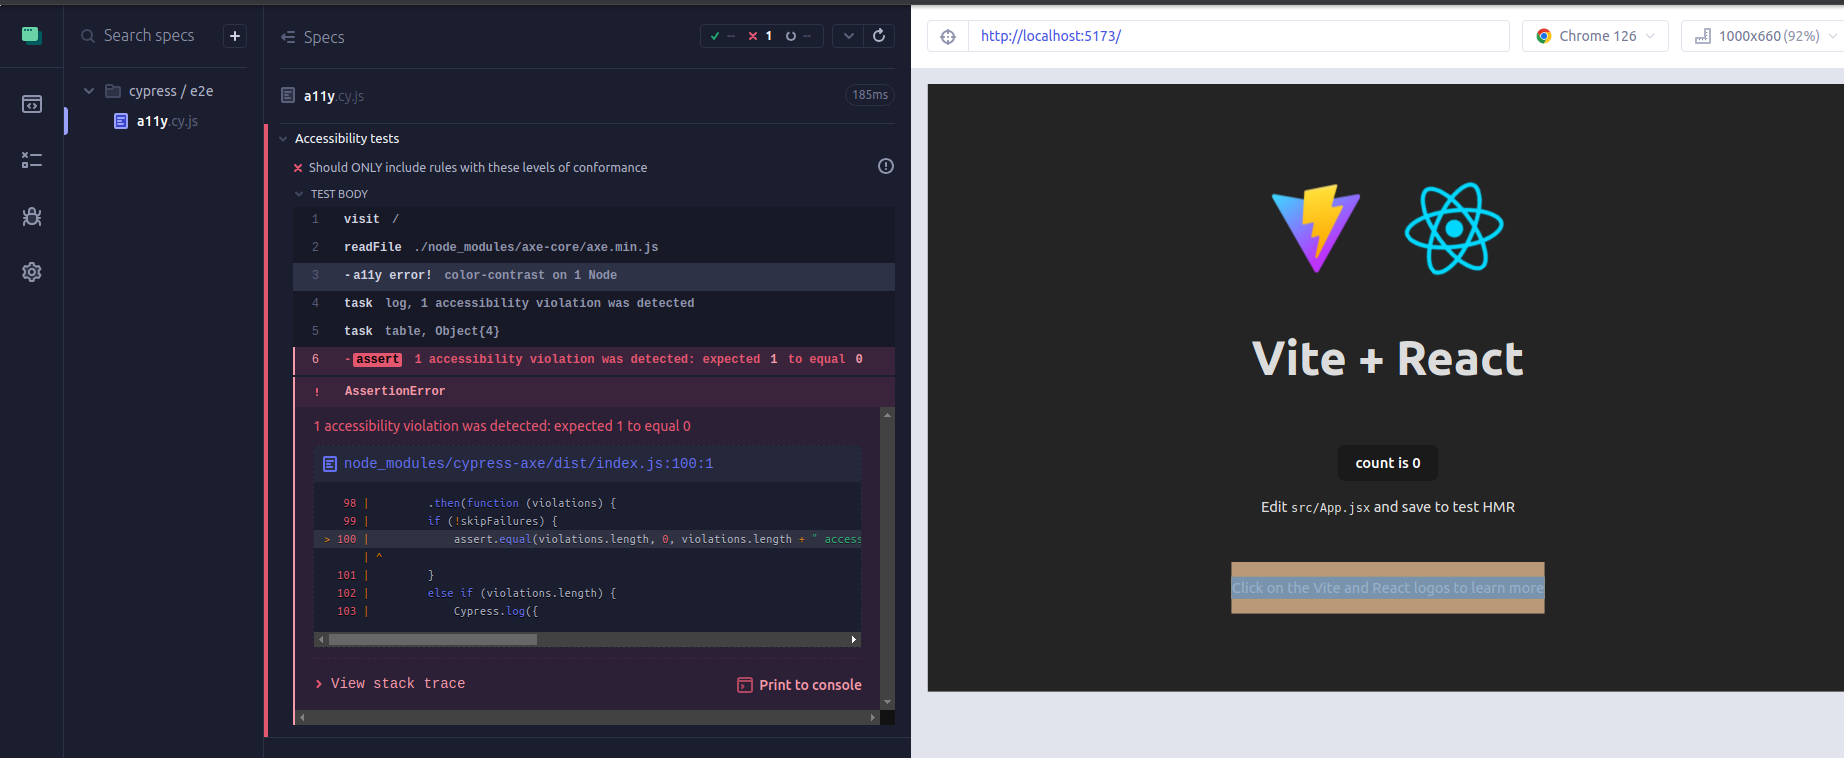 Search specs
+
Specs
-- 1 --
http://localhost:5173/
Chrome 126
1000x660 (92%)
cypress / e2e
a11y.cy.js
a11y.cy.js
185ms
Accessibility tests
Should ONLY include rules with these levels of conformance
TEST BODY
1 visit /
2 readFile ./node_modules/axe-core/axe.min.js
3 -a11y error! color-contrast on 1 Node
4 task log, 1 accessibility violation was detected
5 task table, Object{4}
6 -assert 1 accessibility violation was detected: expected 1 to equal 0
! AssertionError
1 accessibility violation was detected: expected 1 to equal 0
node_modules/cypress-axe/dist/index.js:100:1
98 | .then(function (violations) {
99 | if (!skipFailures) {
> 100 | assert.equal(violations.length, 0, violations.length + " access
| ^
101 | }
102 | else if (violations.length) {
103 | Cypress.log({
View stack trace
Print to console
Vite + React
count is 0
Edit src/App.jsx and save to test HMR
Click on the Vite and React logos to learn more